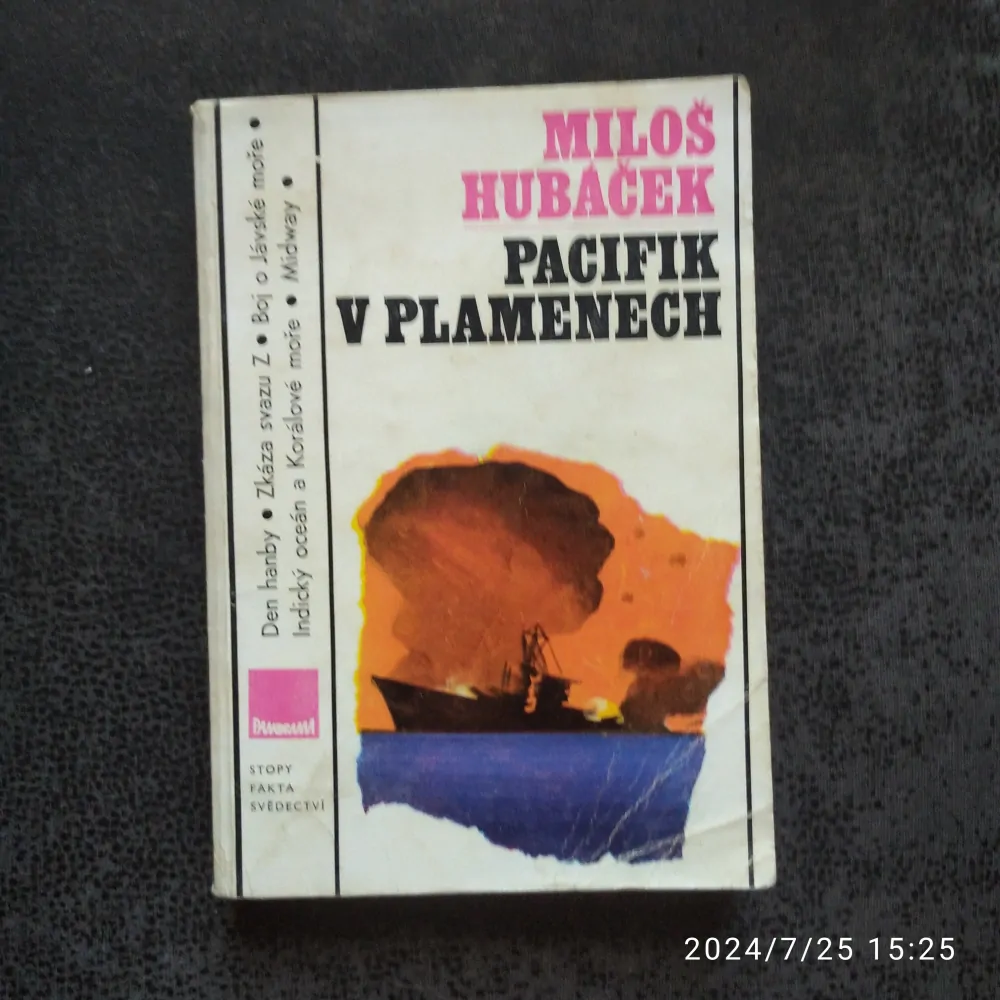 MILOŠ
HUBÁČEK
PACIFIK
V PLAMENECH
Den hanby • Zkáza svazu Z • Boj o Jávské moře •
Indický oceán a Korálové moře • Midway •
PANORAMA
STOPY
FAKTA
SVĚDECTVÍ
2024/7/25 15:25